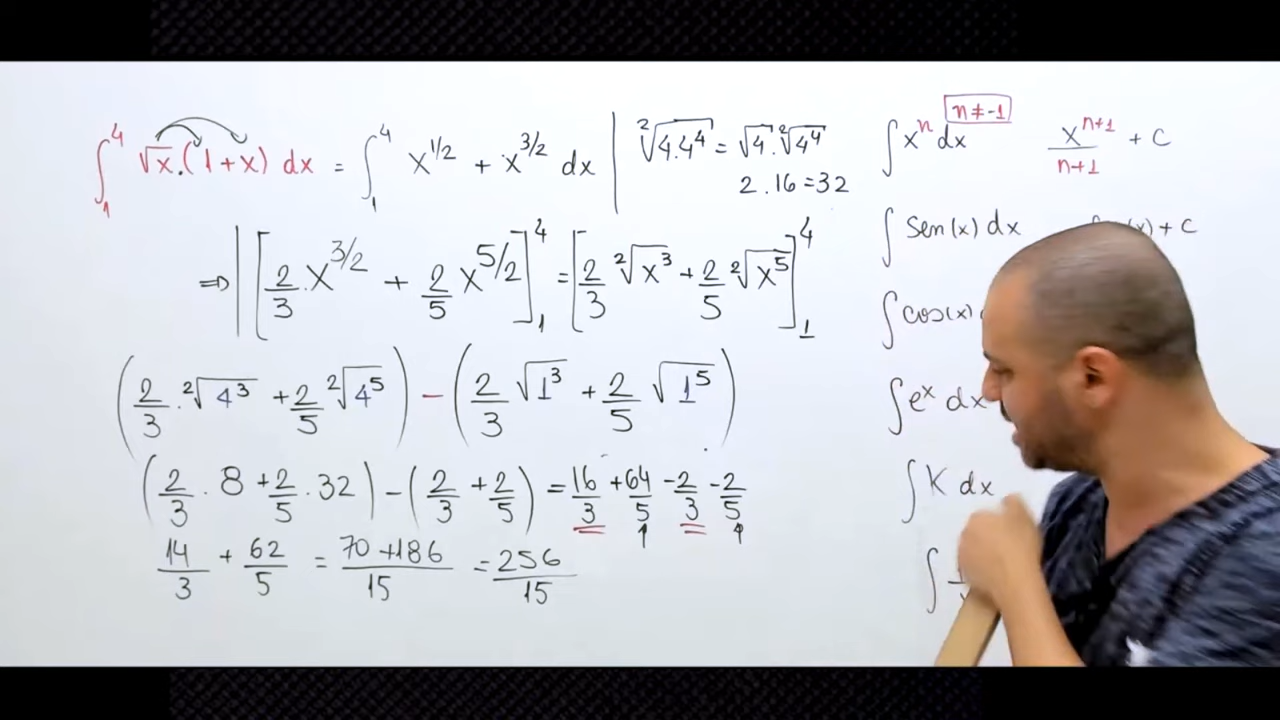 ∫₁⁴ √x.(1+x) dx = ∫₁⁴ x^{1/2} + x^{3/2} dx
²√(4.4⁴) = √4.²√(4⁴)
2.16=32
⇒ [2/3.x^{3/2} + 2/5 x^{5/2}]₁⁴ = [2/3 ²√(x³) + 2/5 ²√(x⁵)]₁⁴
(2/3.²√(4³) + 2/5 ²√(4⁵)) - (2/3 √(1³) + 2/5 √(1⁵))
(2/3.8 + 2/5.32) - (2/3 + 2/5) = 16/3 + 64/5 - 2/3 - 2/5
14/3 + 62/5 = (70+186)/15 = 256/15
n≠-1
∫xⁿdx x^{n+1}/(n+1) + C
∫Sen(x)dx (x)+C
∫cos(x)
∫eˣ dx
∫K dx
∫